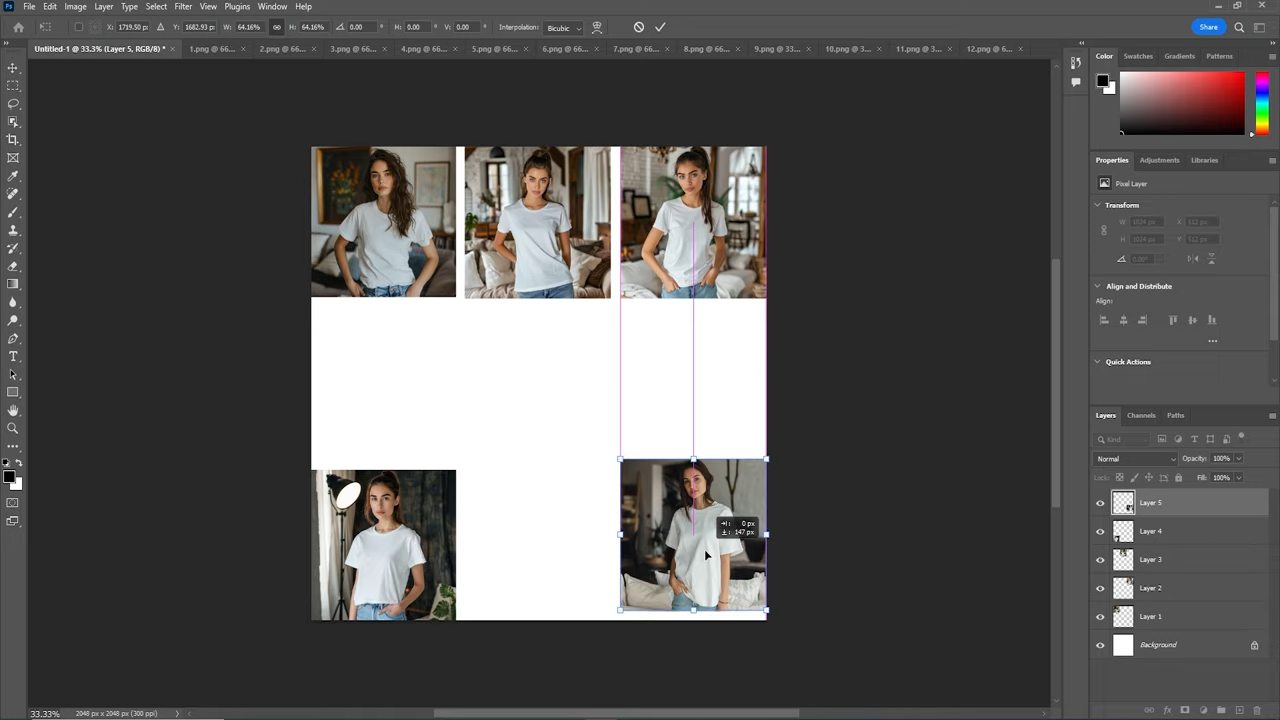 File Edit Image Layer Type Select Filter View Plugins Window Help
X: 1719.50 px Y: 1682.93 px W: 64.16% H: 64.16% 0.00 ° H: 0.00 ° V: 0.00 ° Interpolation: Bicubic Share
Untitled-1 @ 33.3% (Layer 5, RGB/8) * × 1.png @ 66... × 2.png @ 66... × 3.png @ 66... × 4.png @ 66... × 5.png @ 66... × 6.png @ 66... × 7.png @ 66... × 8.png @ 66... × 9.png @ 33... × 10.png @ 3... × 11.png @ 3... × 12.png @ 6... ×
Color Swatches Gradients Patterns
Properties Adjustments Libraries
Pixel Layer
Transform
W 1024 px X 512 px
H 1024 px Y 512 px
0.00°
Align and Distribute
Align:
Quick Actions
0 px
147 px
Layers Channels Paths
Kind
Normal Opacity: 100%
Lock: Fill: 100%
Layer 5
Layer 4
Layer 3
Layer 2
Layer 1
Background
33.33% 2048 px x 2048 px (300 ppi)